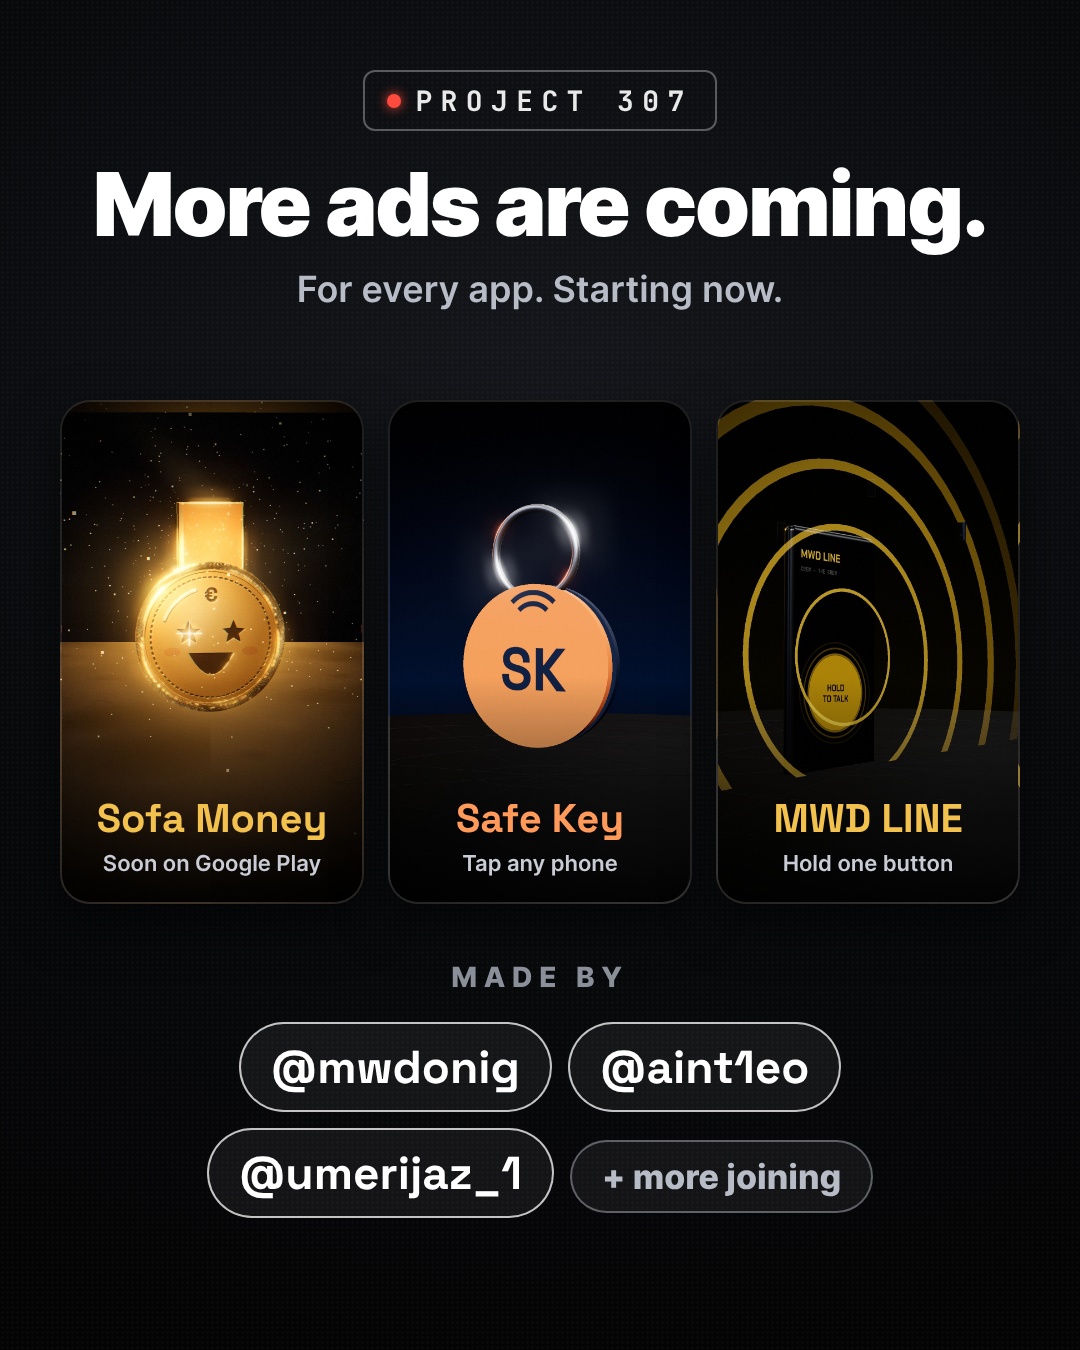 PROJECT 307
More ads are coming.
For every app. Starting now.
€
Sofa Money
Soon on Google Play
SK
Safe Key
Tap any phone
MWD LINE
HOLD
TO TALK
MWD LINE
Hold one button
MADE BY
@mwdonig
@aint1eo
@umerijaz_1
+ more joining